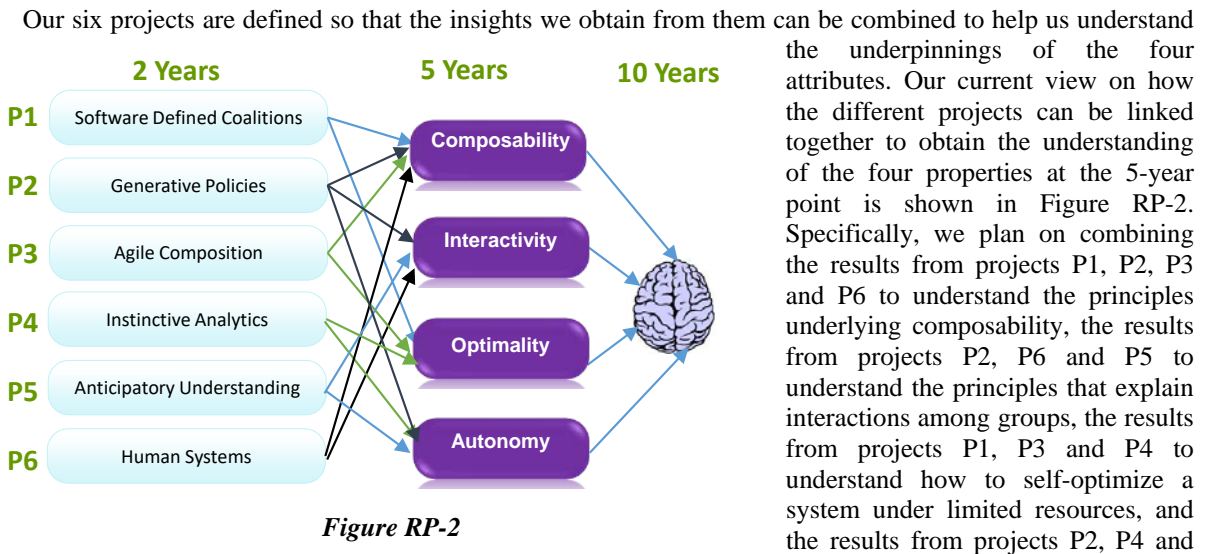 Our six projects are defined so that the insights we obtain from them can be combined to help us understand
2 Years
5 Years
10 Years
P1
Software Defined Coalitions
P2
Generative Policies
P3
Agile Composition
P4
Instinctive Analytics
P5
Anticipatory Understanding
P6
Human Systems
Composability
Interactivity
Optimality
Autonomy
Figure RP-2
the underpinnings of the four
attributes. Our current view on how
the different projects can be linked
together to obtain the understanding
of the four properties at the 5-year
point is shown in Figure RP-2.
Specifically, we plan on combining
the results from projects P1, P2, P3
and P6 to understand the principles
underlying composability, the results
from projects P2, P6 and P5 to
understand the principles that explain
interactions among groups, the results
from projects P1, P3 and P4 to
understand how to self-optimize a
system under limited resources, and
the results from projects P2, P4 and